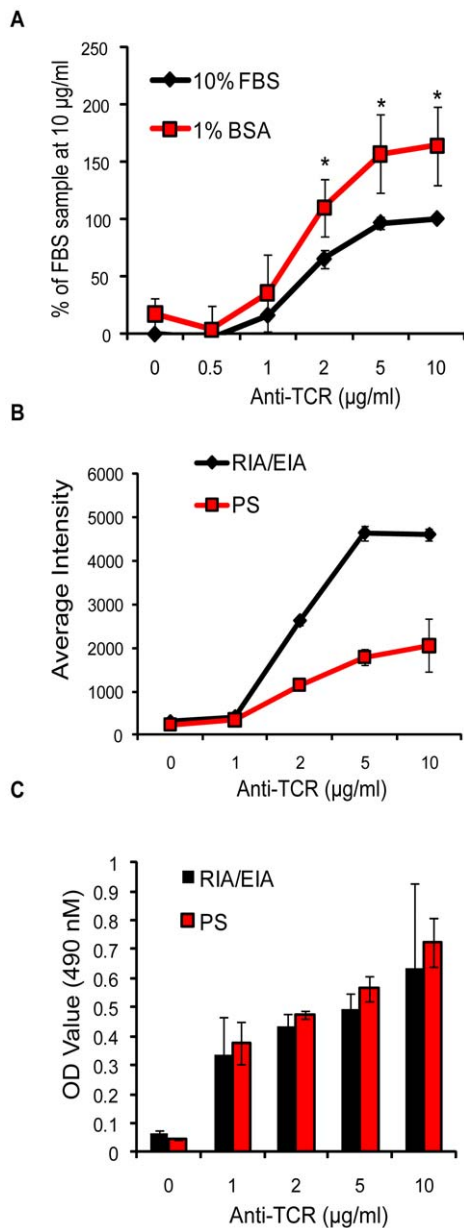 A
% of FBS sample at 10 µg/ml
250
200
150
100
50
0
10% FBS
1% BSA
*
*
*
0 0.5 1 2 5 10
Anti-TCR (µg/ml)
B
Average Intensity
6000
5000
4000
3000
2000
1000
0
RIA/EIA
PS
0 1 2 5 10
Anti-TCR (µg/ml)
C
OD Value (490 nM)
1
0.9
0.8
0.7
0.6
0.5
0.4
0.3
0.2
0.1
0
RIA/EIA
PS
0 1 2 5 10
Anti-TCR (µg/ml)